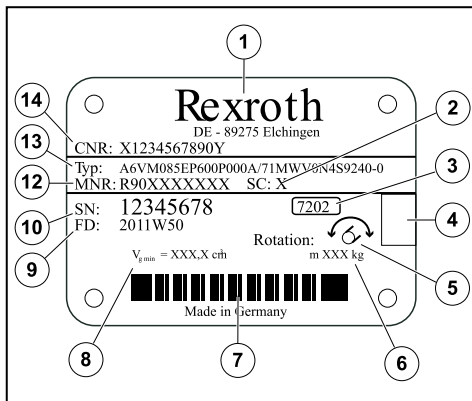 1
Rexroth
DE - 89275 Elchingen
14
CNR: X1234567890Y
2
13
Typ: A6VM085EP600P000A/71MWV0N4S9240-0
12
MNR: R90XXXXXXX SC: X
3
10
SN: 12345678
7202
4
9
FD: 2011W50
Rotation:
5
Vg min = XXX,X cm³
m XXX kg
8
Made in Germany
7
6